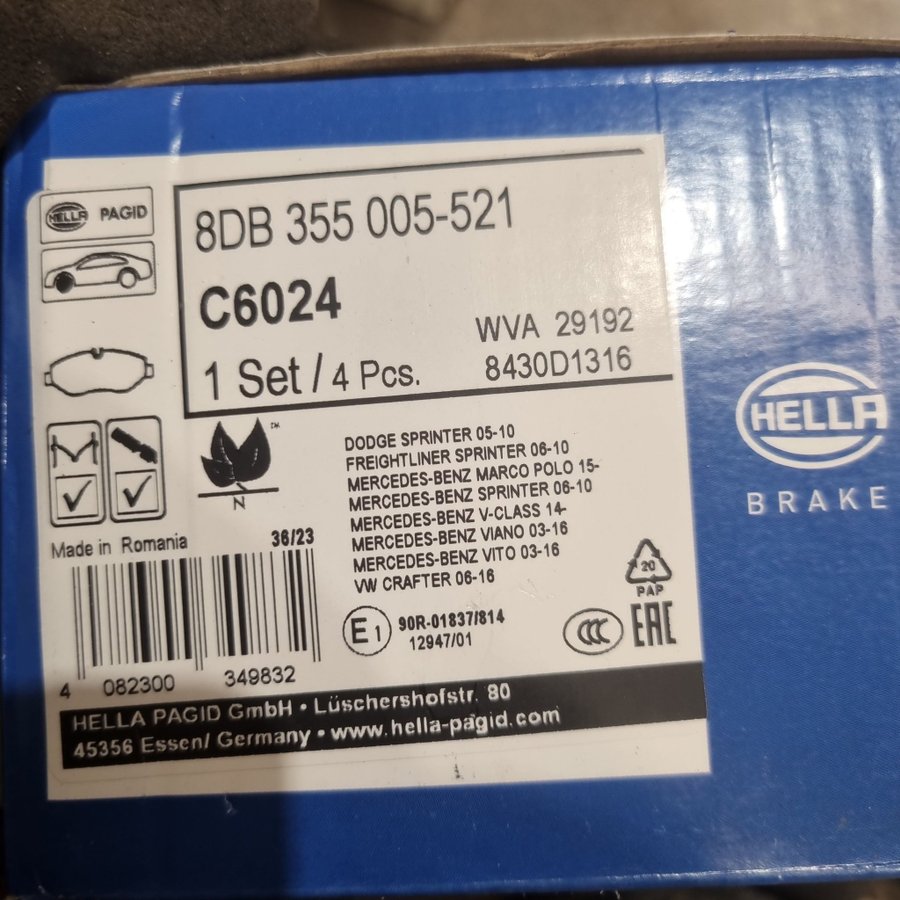 HELLA PAGID
8DB 355 005-521
C6024
WVA 29192
1 Set / 4 Pcs.
8430D1316
™
N
DODGE SPRINTER 05-10
FREIGHTLINER SPRINTER 06-10
MERCEDES-BENZ MARCO POLO 15-
MERCEDES-BENZ SPRINTER 06-10
MERCEDES-BENZ V-CLASS 14-
MERCEDES-BENZ VIANO 03-16
MERCEDES-BENZ VITO 03-16
VW CRAFTER 06-16
Made in Romania
36/23
E1
90R-01837/814
12947/01
CCC
20
PAP
EAC
4 082300 349832
HELLA PAGID GmbH • Lüschershofstr. 80
45356 Essen/ Germany • www.hella-pagid.com
HELLA
BRAKE